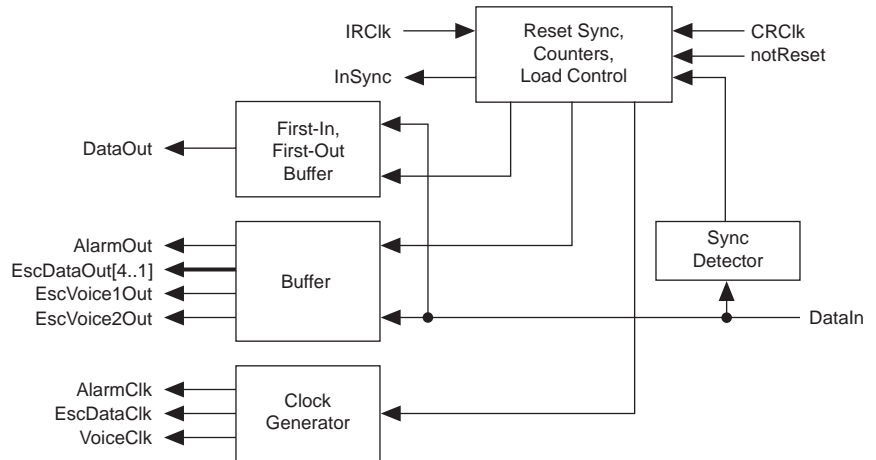 IRClk
Reset Sync,
Counters,
Load Control
CRClk
notReset
InSync
First-In,
First-Out
Buffer
DataOut
AlarmOut
EscDataOut[4..1]
EscVoice1Out
EscVoice2Out
Buffer
Sync
Detector
DataIn
AlarmClk
EscDataClk
VoiceClk
Clock
Generator